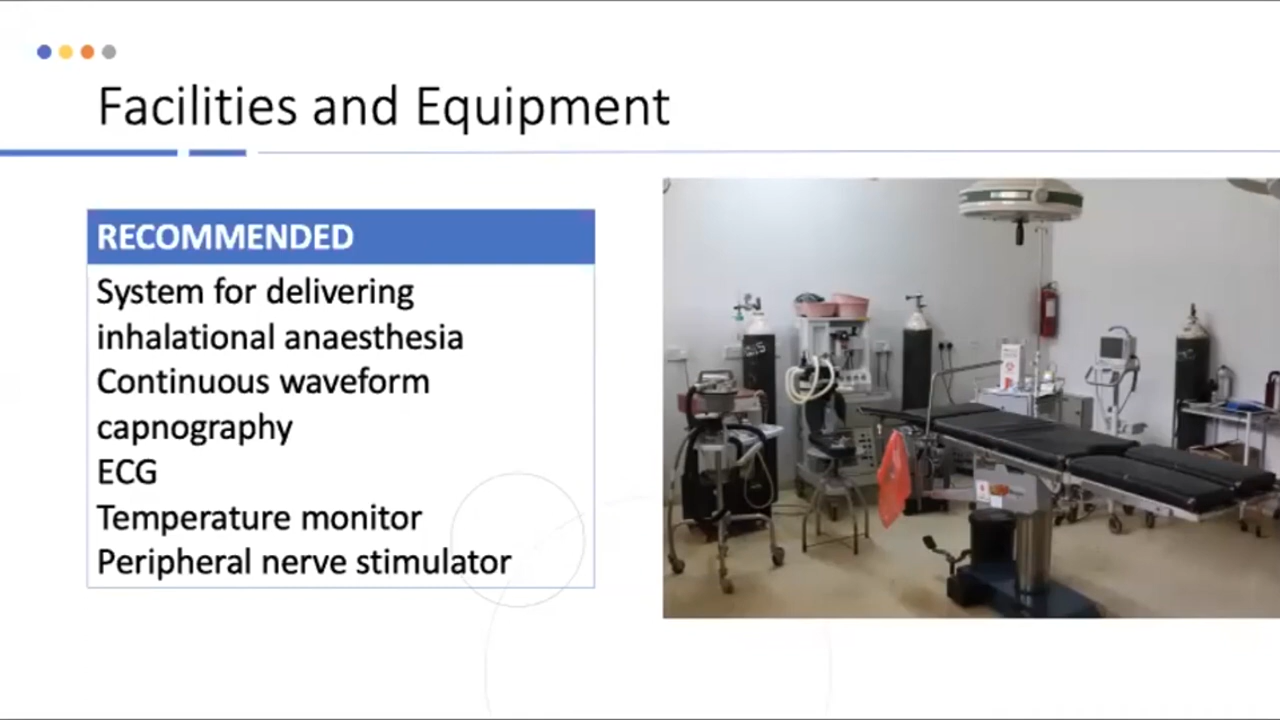 Facilities and Equipment
RECOMMENDED
System for delivering
inhalational anaesthesia
Continuous waveform
capnography
ECG
Temperature monitor
Peripheral nerve stimulator